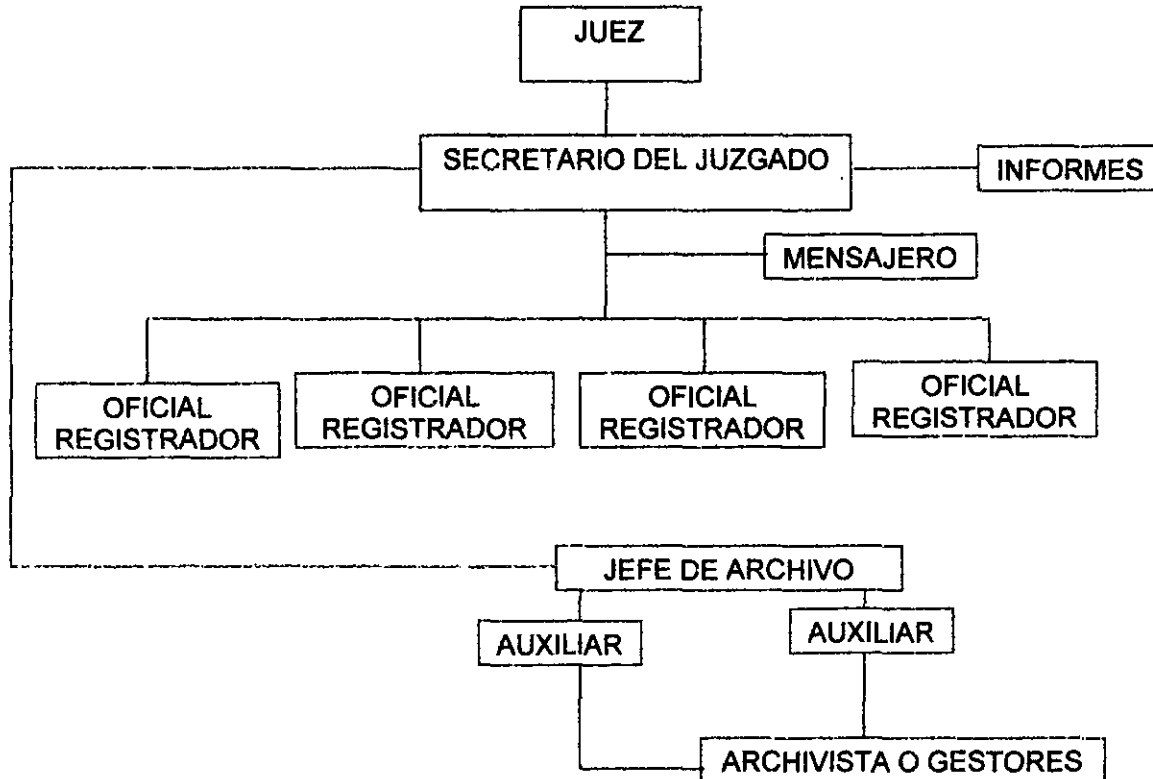 JUEZ
SECRETARIO DEL JUZGADO
INFORMES
MENSAJERO
OFICIAL
REGISTRADOR
OFICIAL
REGISTRADOR
OFICIAL
REGISTRADOR
OFICIAL
REGISTRADOR
JEFE DE ARCHIVO
AUXILIAR
AUXILIAR
ARCHIVISTA O GESTORES